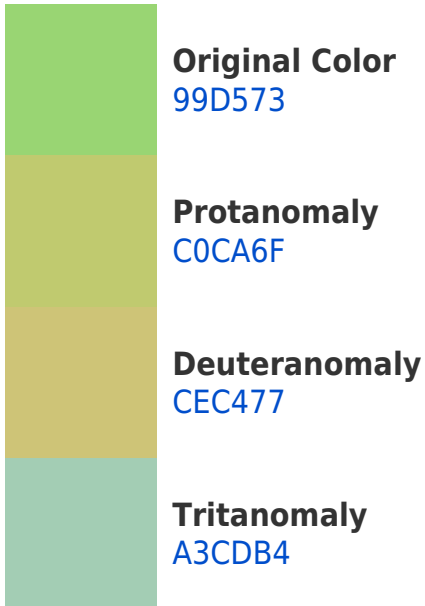 Original Color
99D573
Protanomaly
C0CA6F
Deuteranomaly
CEC477
Tritanomaly
A3CDB4